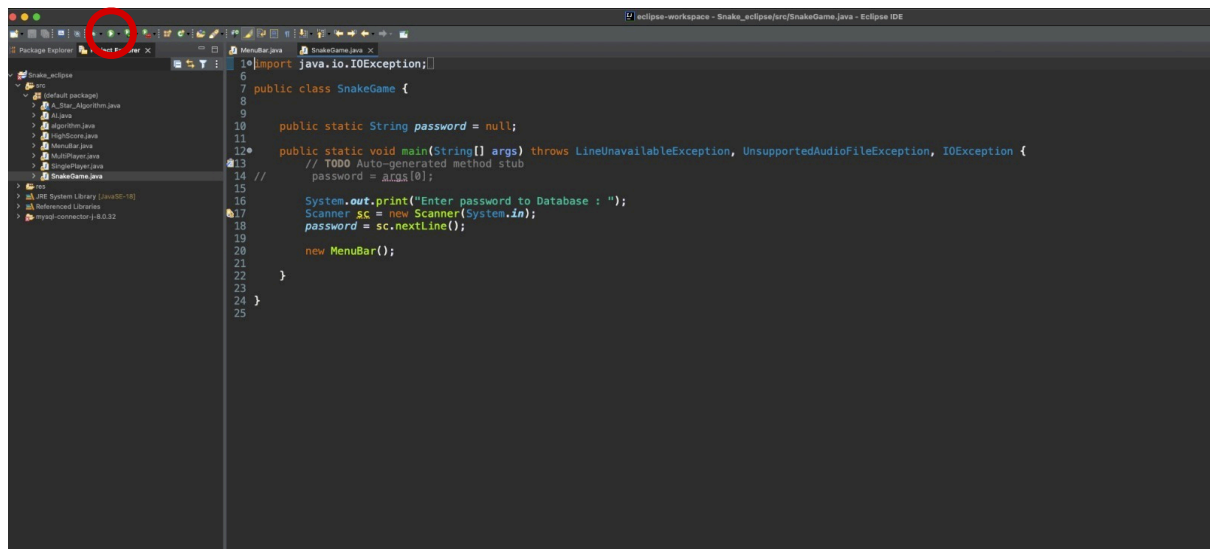 eclipse-workspace - Snake_eclipse/src/SnakeGame.java - Eclipse IDE
Package Explorer
MenuBar.java
SnakeGame.java
Snake_eclipse
src
(default package)
A_Star_Algorithm.java
AI.java
algorithm.java
HighScore.java
MenuBar.java
MultiPlayer.java
SinglePlayer.java
SnakeGame.java
res
JRE System Library [JavaSE-18]
Referenced Libraries
mysql-connector-j-8.0.32
1 import java.io.IOException;
6
7 public class SnakeGame {
8
9
10 public static String password = null;
11
12 public static void main(String[] args) throws LineUnavailableException, UnsupportedAudioFileException, IOException {
13 // TODO Auto-generated method stub
14 // password = args[0];
15
16 System.out.print("Enter password to Database : ");
17 Scanner sc = new Scanner(System.in);
18 password = sc.nextLine();
19
20 new MenuBar();
21
22 }
23
24 }
25